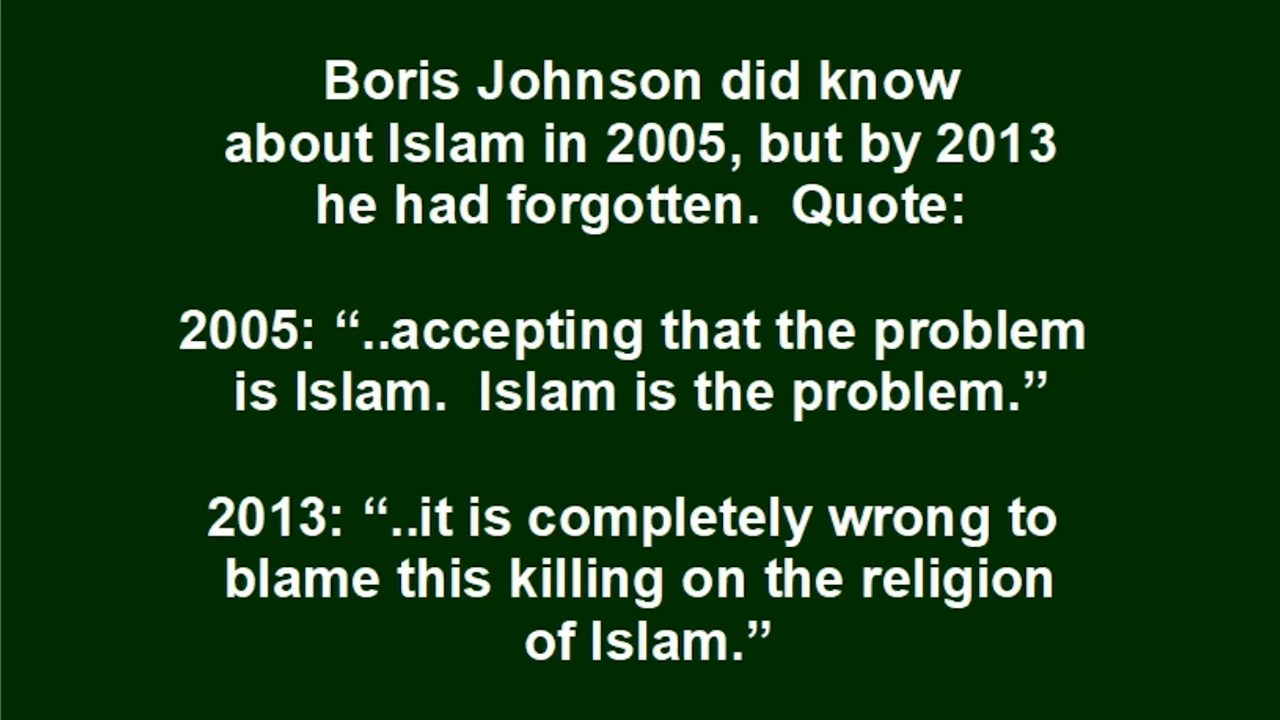 Boris Johnson did know
about Islam in 2005, but by 2013
he had forgotten.  Quote:
2005: “..accepting that the problem
is Islam.  Islam is the problem.”
2013: “..it is completely wrong to
blame this killing on the religion
of Islam.”